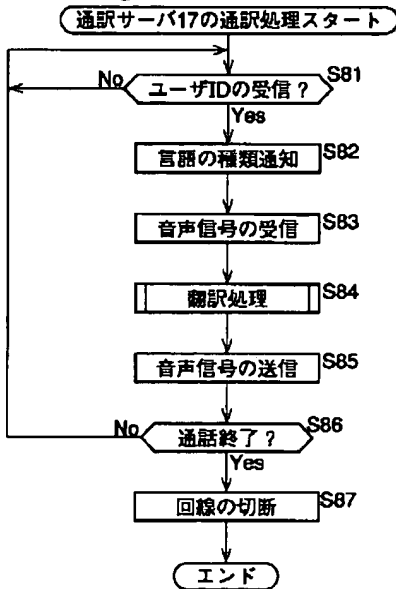 通訳サーバ17の通訳処理スタート
No
ユーザIDの受信？
S81
Yes
言語の種類通知
S82
音声信号の受信
S83
翻訳処理
S84
音声信号の送信
S85
No
通話終了？
S86
Yes
回線の切断
S87
エンド